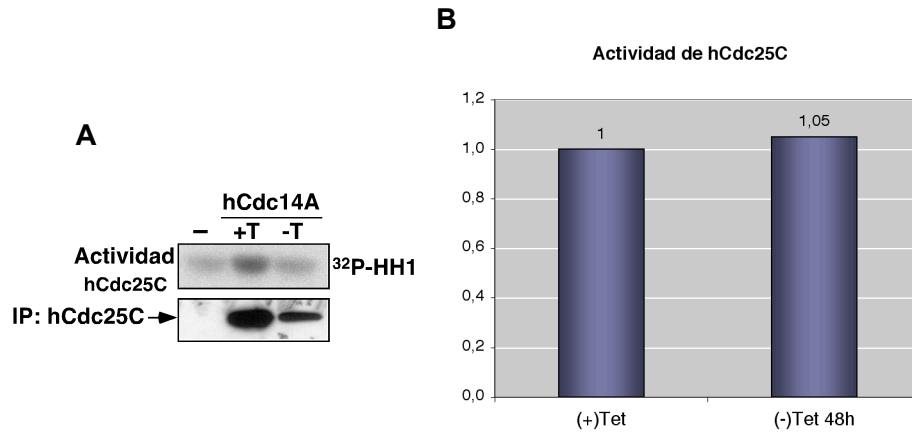 A
hCdc14A
– +T -T
Actividad
hCdc25C
³²P-HH1
IP: hCdc25C
B
Actividad de hCdc25C
1,2
1,0
0,8
0,6
0,4
0,2
0,0
1
1,05
(+)Tet
(-)Tet 48h